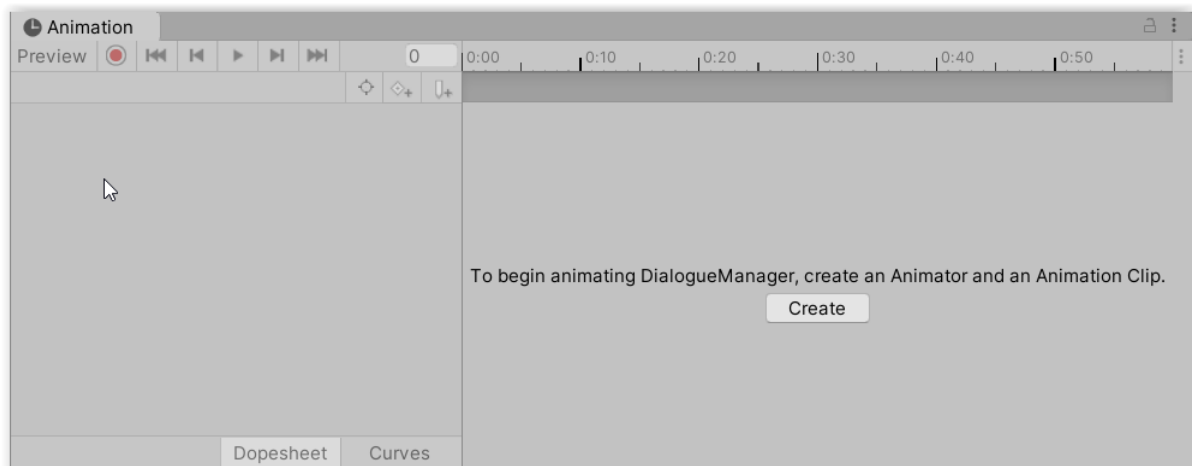 Animation
Preview 0 0:00 0:10 0:20 0:30 0:40 0:50
To begin animating DialogueManager, create an Animator and an Animation Clip.
Create
Dopesheet Curves